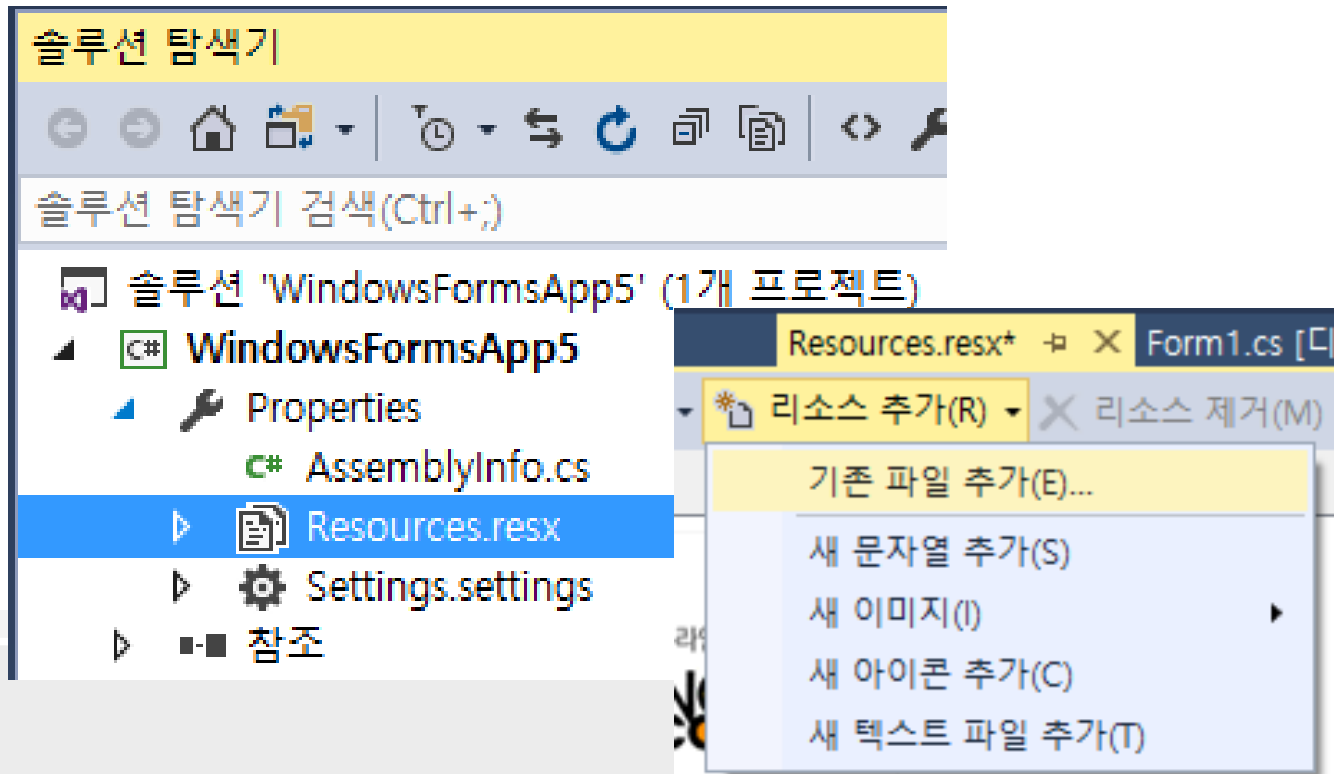 솔루션 탐색기
솔루션 탐색기 검색(Ctrl+;)
솔루션 'WindowsFormsApp5' (1개 프로젝트)
C# WindowsFormsApp5
Properties
C# AssemblyInfo.cs
Resources.resx
Settings.settings
참조
Resources.resx* Form1.cs [
리소스 추가(R) 리소스 제거(M)
기존 파일 추가(E)...
새 문자열 추가(S)
새 이미지(I)
새 아이콘 추가(C)
새 텍스트 파일 추가(T)